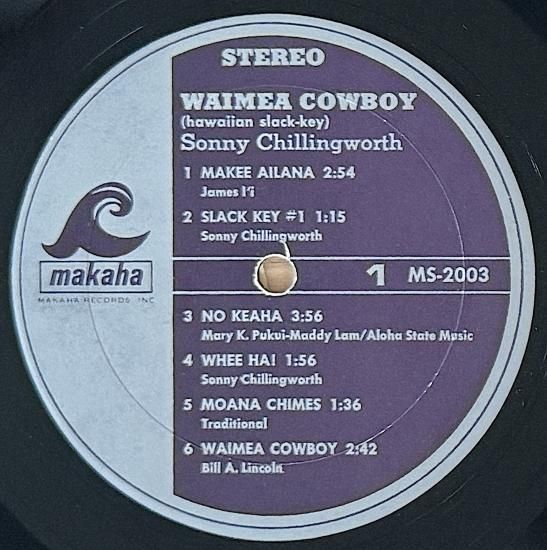 STEREO
WAIMEA COWBOY
(hawaiian slack-key)
Sonny Chillingworth
1 MAKEE AILANA 2:54
James I'i
2 SLACK KEY #1 1:15
Sonny Chillingworth
makaha
MAKAHA RECORDS, INC
1 MS-2003
3 NO KEAHA 3:56
Mary K. Pukui-Maddy Lam/Aloha State Music
4 WHEE HA! 1:56
Sonny Chillingworth
5 MOANA CHIMES 1:36
Traditional
6 WAIMEA COWBOY 2:42
Bill A. Lincoln